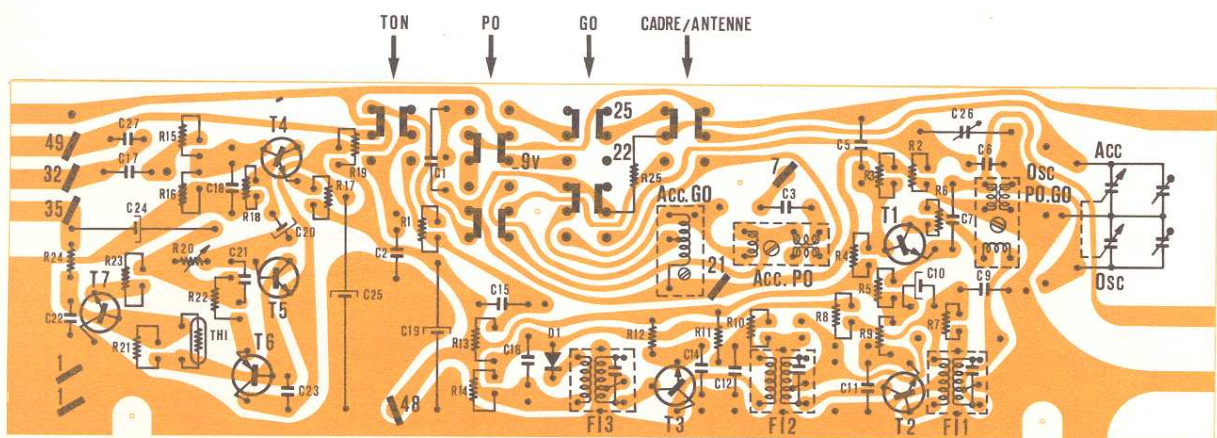 TON PO GO CADRE/ANTENNE
49 C27 R15 T4 25 C26
32 C17 R19 C1 _9v 22 C5 R3 R2 C6 Osc Acc
35 R16 C18 R18 R17 R25 7 R6 PO.GO
C24 C20 R1 Acc.GO C3 T1 C7
R24 R23 R20 C21 C2 R4 Osc
T7 R22 T5 C25 C15 21 Acc. PO R5 C10 C9
C22 R21 TH1 T6 C19 R13 C16 D1 R12 R11 R10 R8 R9 R7
1 C23 R14 C14 C12 C11
1 48 FI3 T3 FI2 T2 FI1